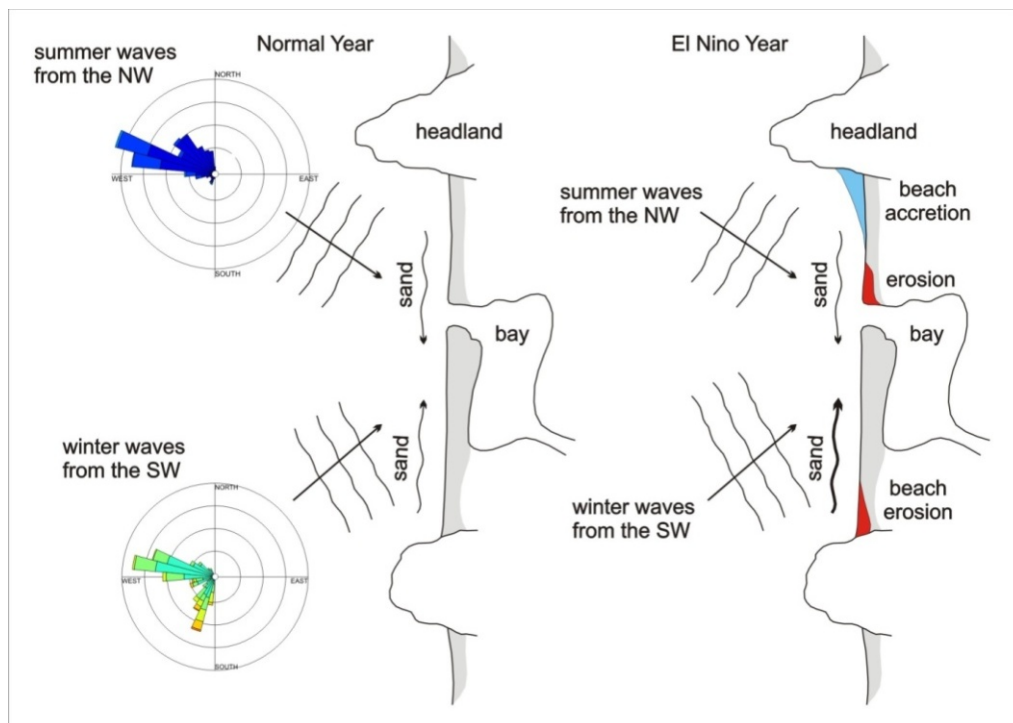 Normal Year
El Nino Year
summer waves
from the NW
NORTH
WEST
EAST
SOUTH
headland
sand
bay
winter waves
from the SW
NORTH
WEST
EAST
SOUTH
sand
headland
summer waves
from the NW
beach
accretion
sand
erosion
bay
winter waves
from the SW
sand
beach
erosion